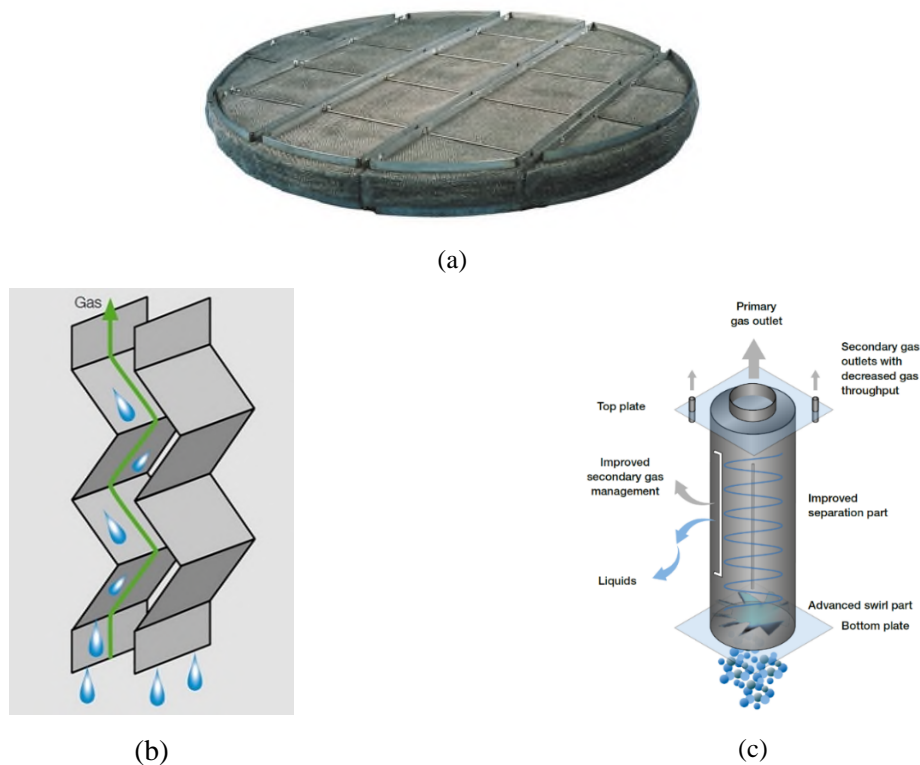 (a)
Gas
(b)
Primary
gas outlet
Secondary gas
outlets with
decreased gas
throughput
Top plate
Improved
secondary gas
management
Improved
separation part
Liquids
Advanced swirl part
Bottom plate
(c)